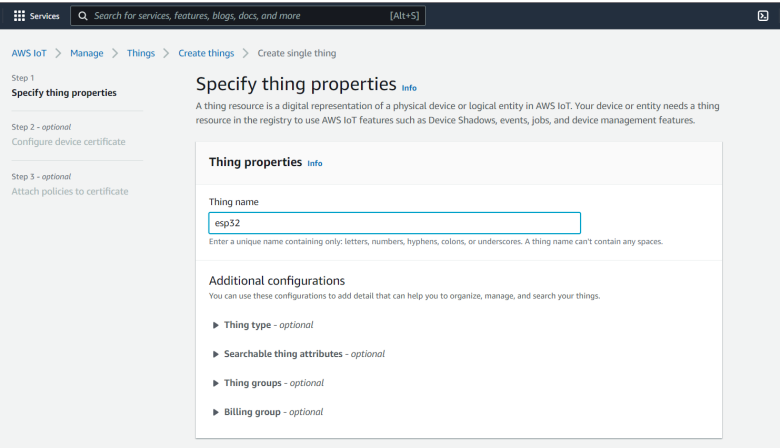 Services
Search for services, features, blogs, docs, and more [Alt+S]
AWS IoT > Manage > Things > Create things > Create single thing
Step 1
Specify thing properties
Step 2 - optional
Configure device certificate
Step 3 - optional
Attach policies to certificate
Specify thing properties Info
A thing resource is a digital representation of a physical device or logical entity in AWS IoT. Your device or entity needs a thing
resource in the registry to use AWS IoT features such as Device Shadows, events, jobs, and device management features.
Thing properties Info
Thing name
esp32
Enter a unique name containing only: letters, numbers, hyphens, colons, or underscores. A thing name can't contain any spaces.
Additional configurations
You can use these configurations to add detail that can help you to organize, manage, and search your things.
Thing type - optional
Searchable thing attributes - optional
Thing groups - optional
Billing group - optional